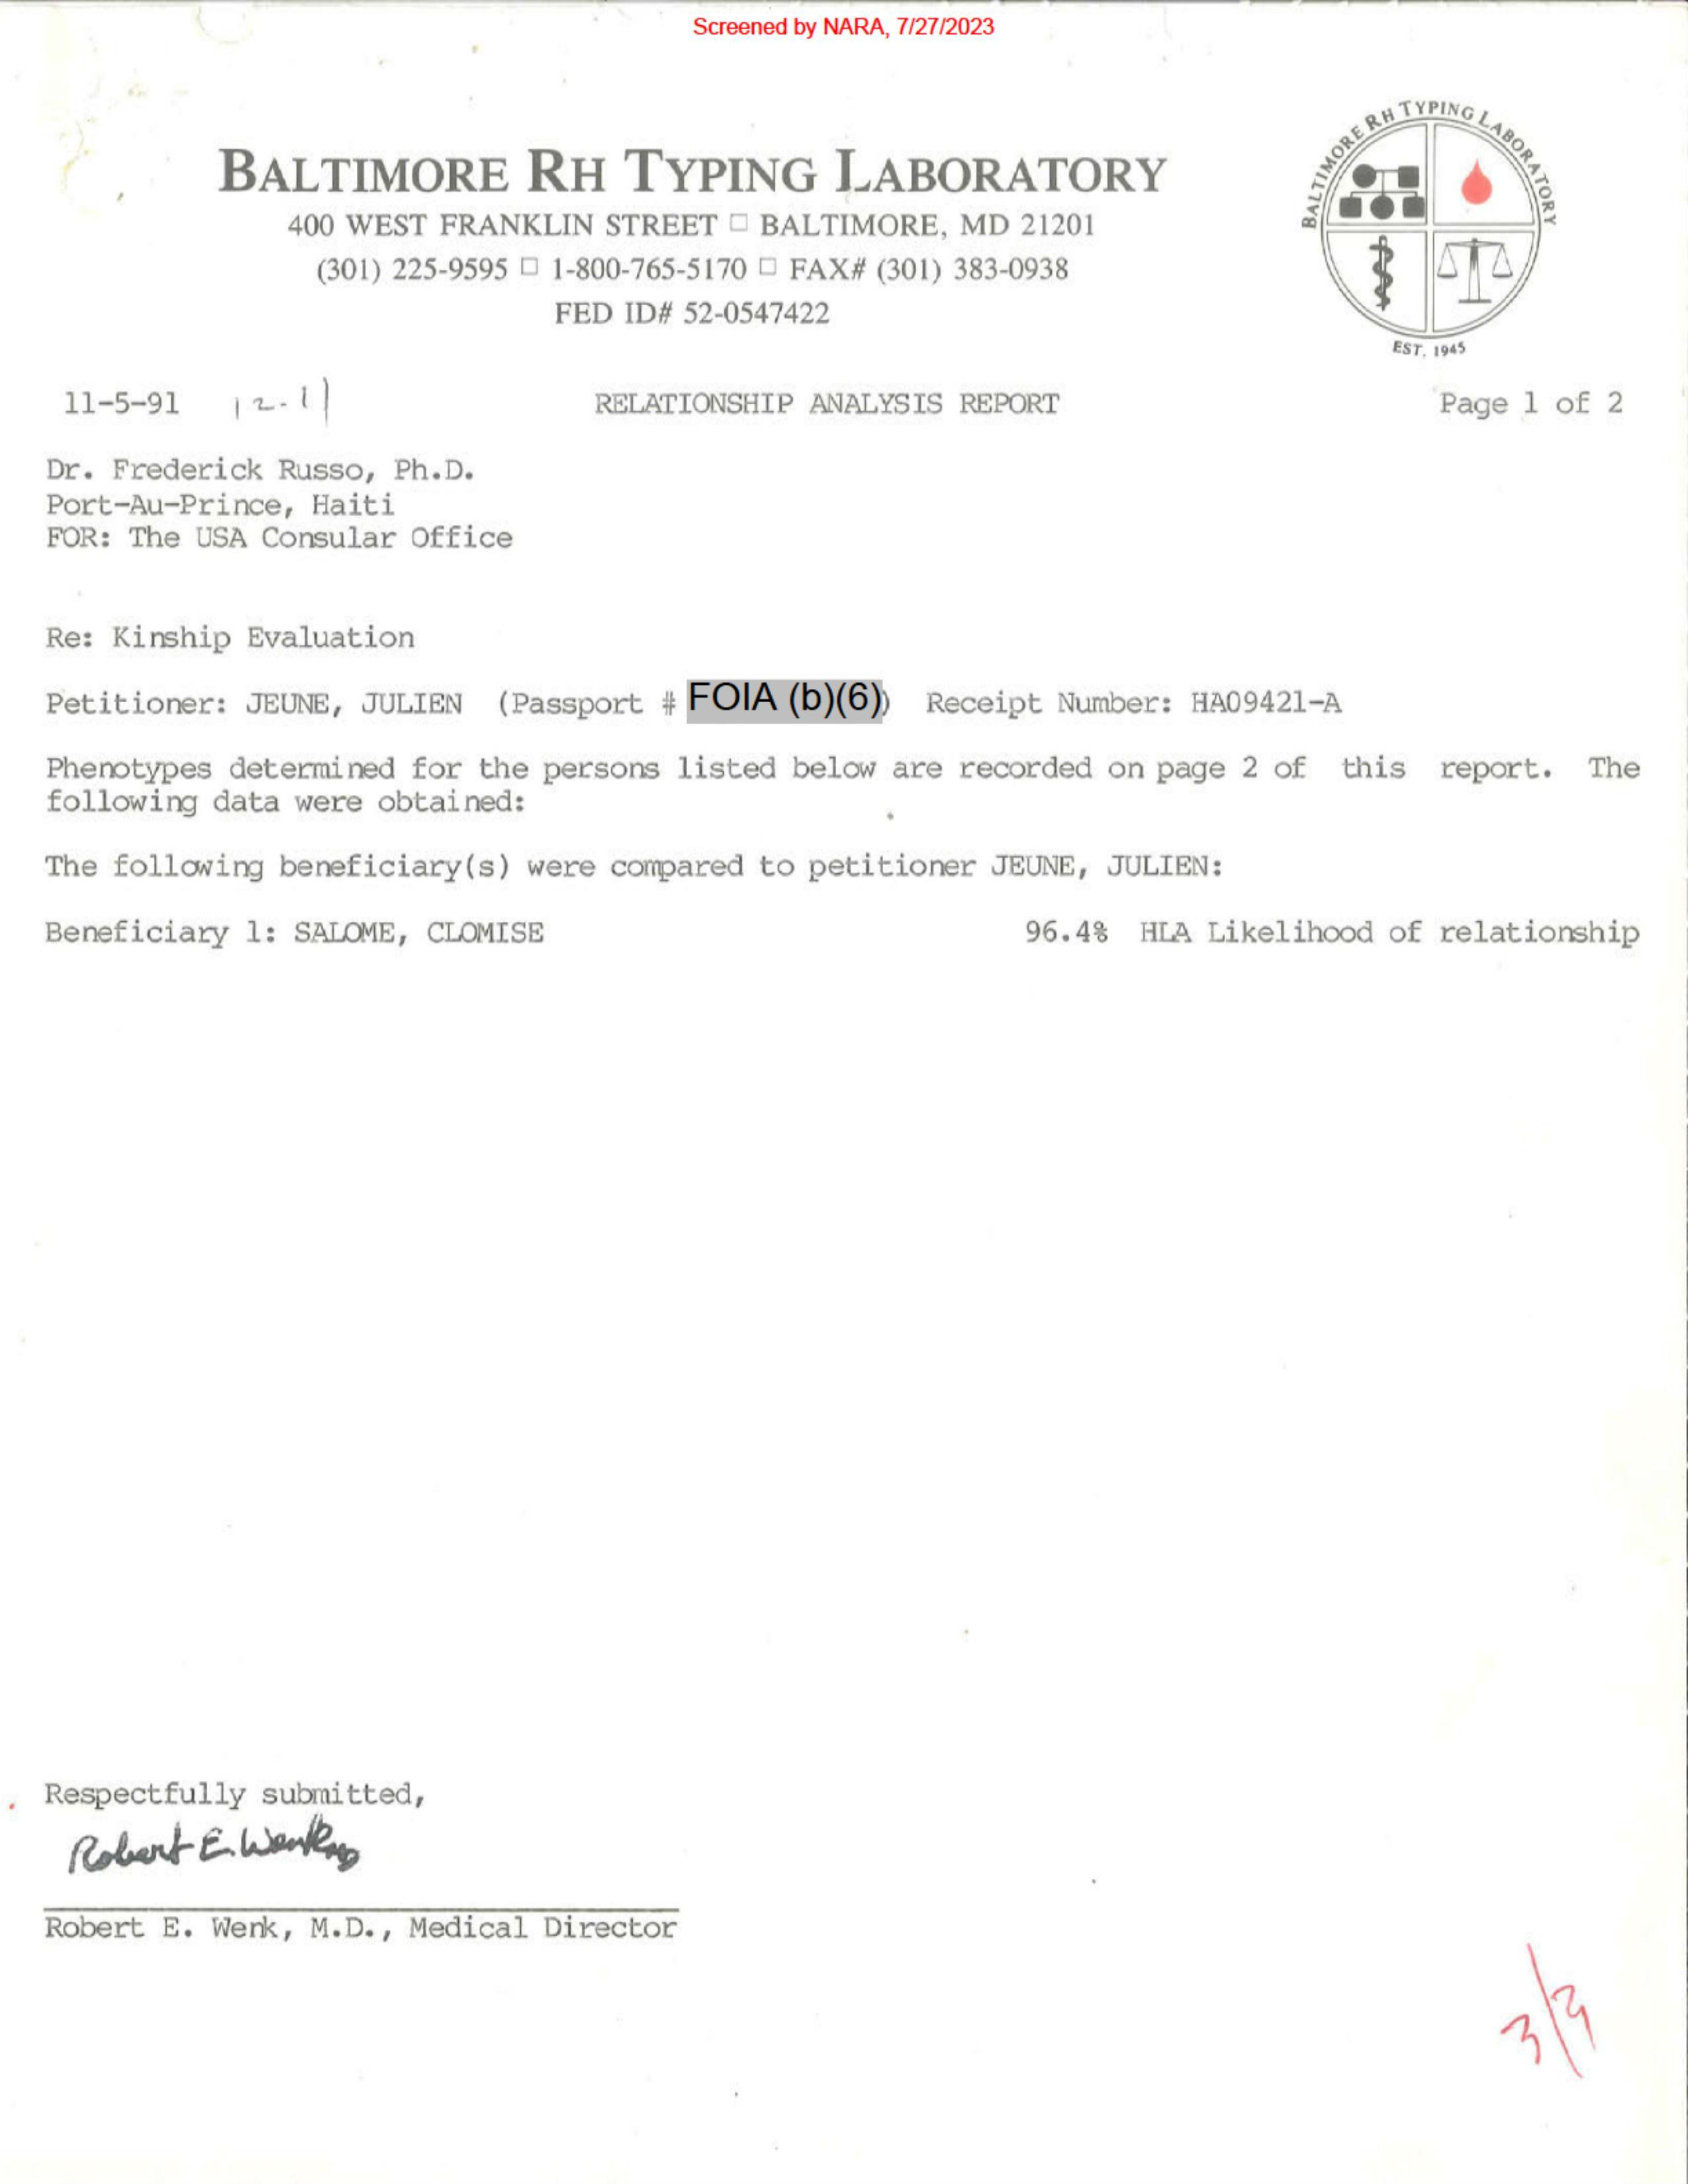 Screened by NARA, 7/27/2023
BALTIMORE RH TYPING LABORATORY
400 WEST FRANKLIN STREET □ BALTIMORE, MD 21201
(301) 225-9595 □ 1-800-765-5170 □ FAX# (301) 383-0938
FED ID# 52-0547422
BALTIMORE RH TYPING LABORATORY
EST. 1945
11-5-91 12-11 RELATIONSHIP ANALYSIS REPORT Page 1 of 2
Dr. Frederick Russo, Ph.D.
Port-Au-Prince, Haiti
FOR: The USA Consular Office
Re: Kinship Evaluation
Petitioner: JEUNE, JULIEN (Passport # FOIA (b)(6)) Receipt Number: HA09421-A
Phenotypes determined for the persons listed below are recorded on page 2 of this report. The
following data were obtained:
The following beneficiary(s) were compared to petitioner JEUNE, JULIEN:
Beneficiary 1: SALOME, CLOMISE 96.4% HLA Likelihood of relationship
Respectfully submitted,
Robert E. Wenk
Robert E. Wenk, M.D., Medical Director